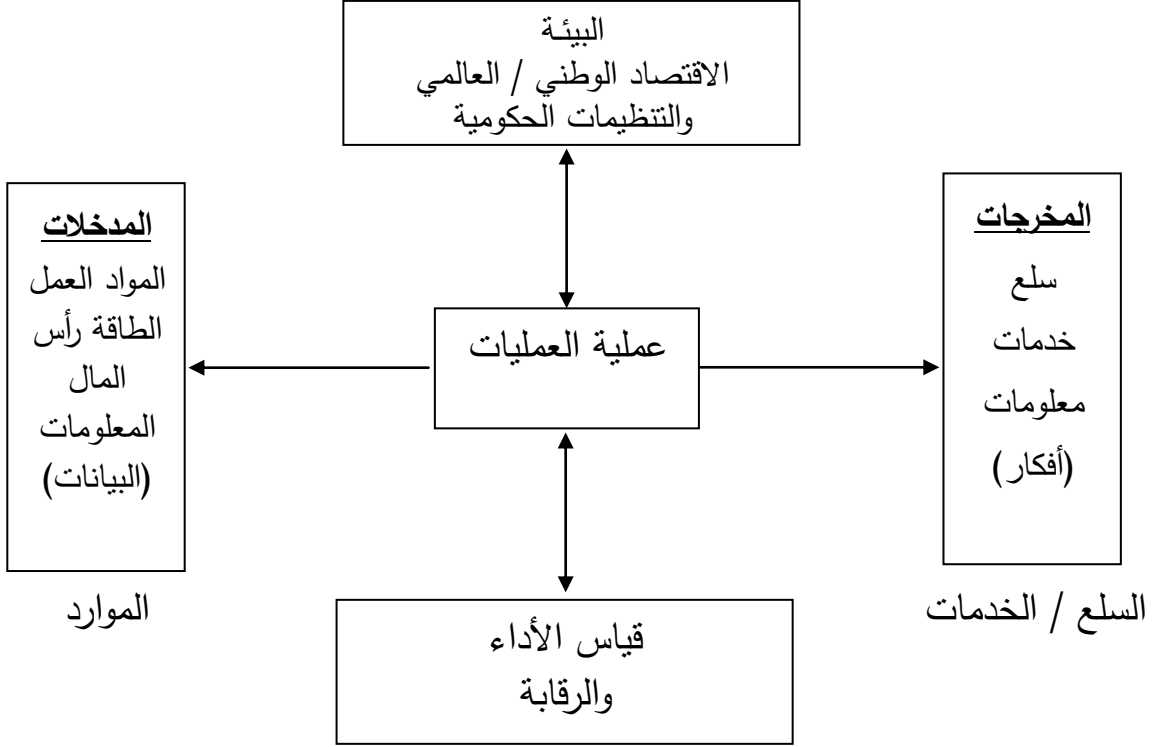 البيئة
الاقتصاد الوطني / العالمي
والتنظيمات الحكومية
المخرجات
سلع
خدمات
معلومات
(أفكار)
السلع / الخدمات
عملية العمليات
المدخلات
المواد العمل
الطاقة رأس
المال
المعلومات
(البيانات)
الموارد
قياس الأداء
والرقابة